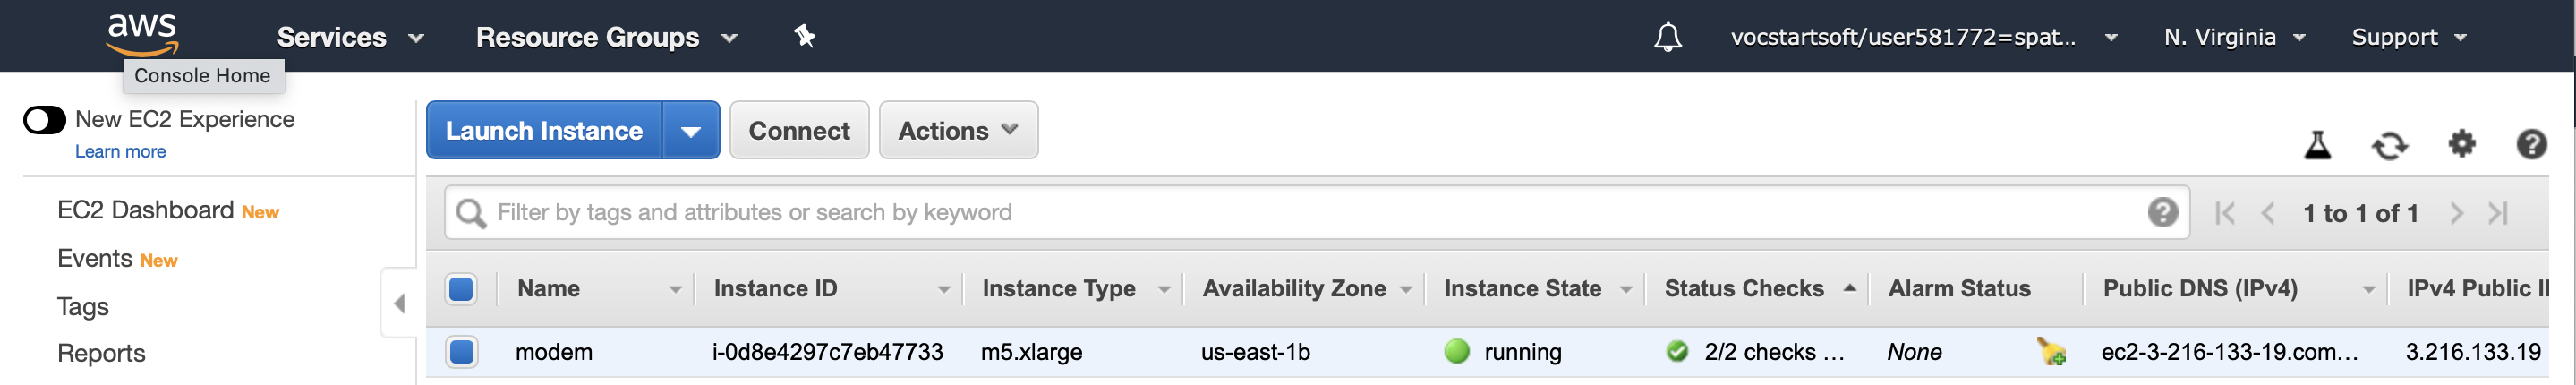 aws Services Resource Groups vocstartsoft/user581772=spat... N. Virginia Support
Console Home
New EC2 Experience
Learn more
Launch Instance Connect Actions
EC2 Dashboard New
Filter by tags and attributes or search by keyword 1 to 1 of 1
Events New
Name Instance ID Instance Type Availability Zone Instance State Status Checks Alarm Status Public DNS (IPv4) IPv4 Public
Tags
Reports
modem i-0d8e4297c7eb47733 m5.xlarge us-east-1b running 2/2 checks ... None ec2-3-216-133-19.com... 3.216.133.19